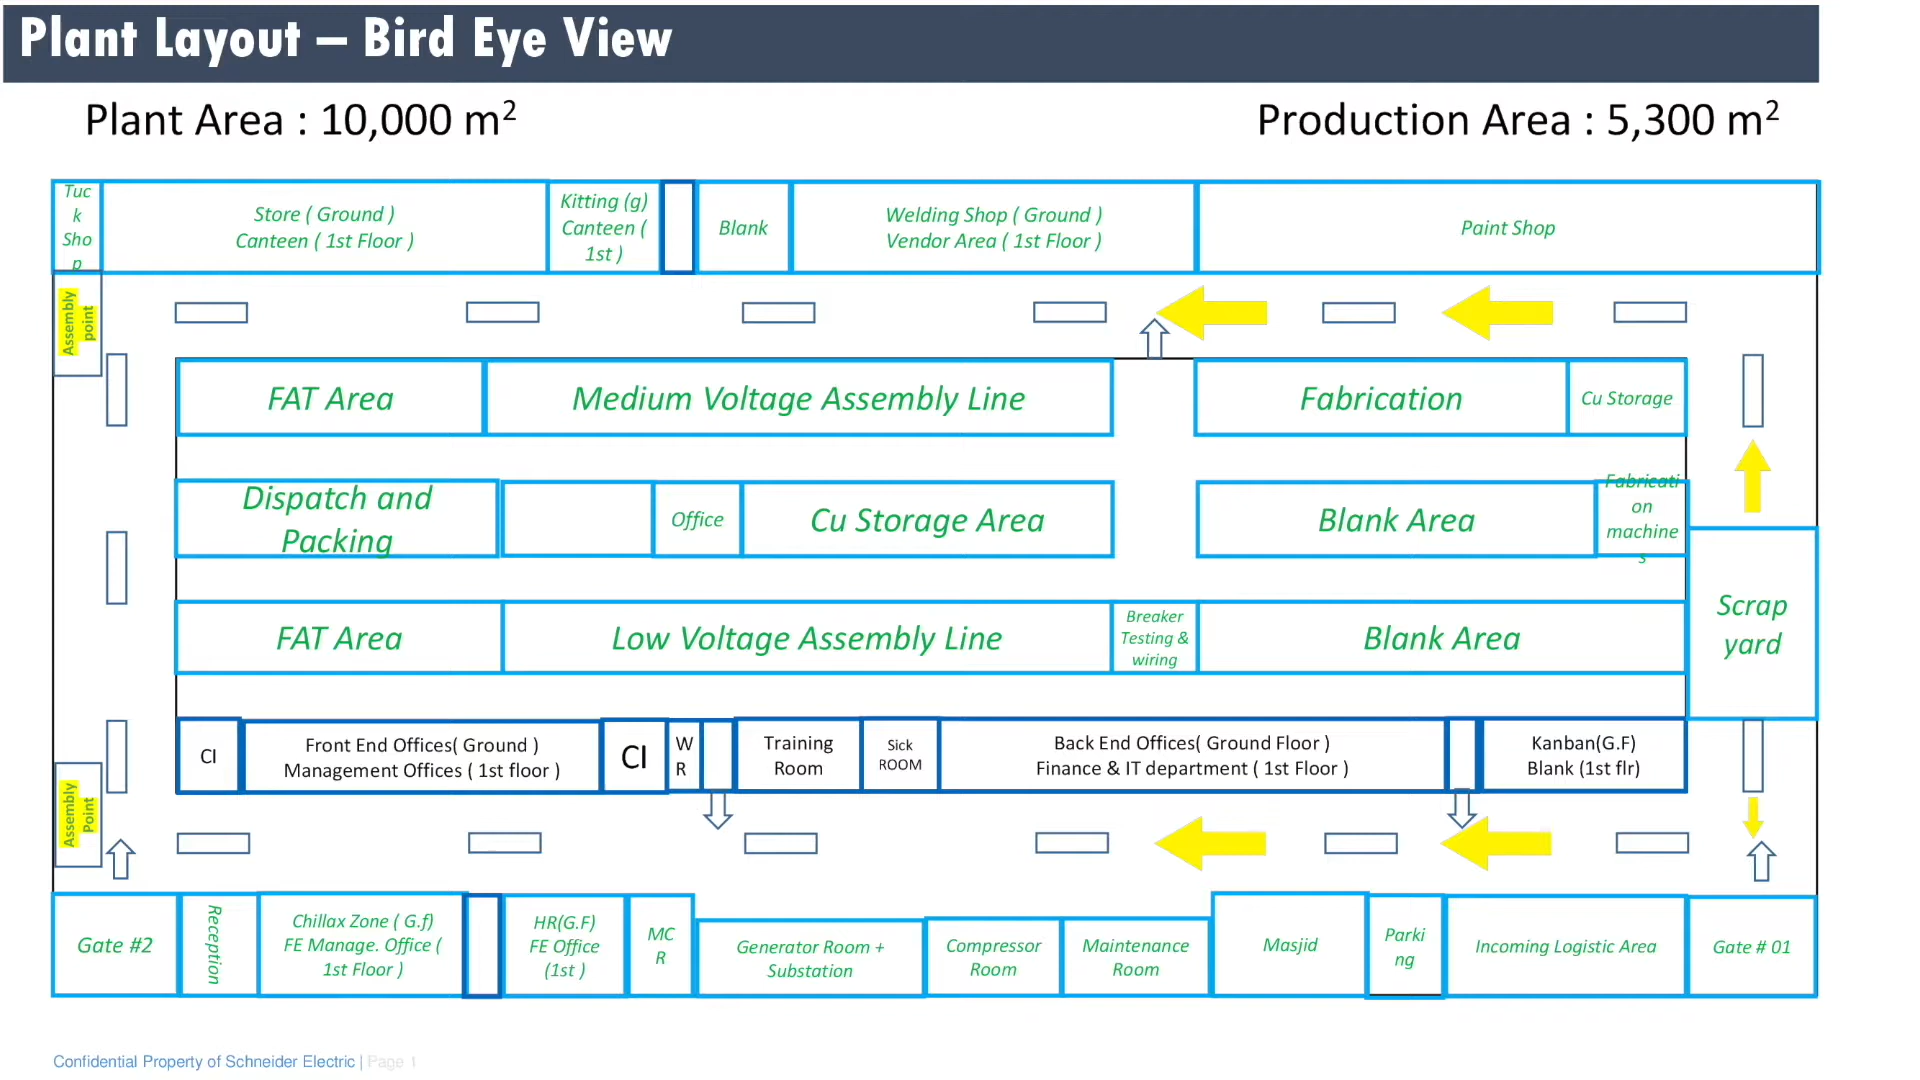 Plant Layout – Bird Eye View
Plant Area : 10,000 m²
Production Area : 5,300 m²
Tuc
k
Sho
p
Store ( Ground )
Canteen ( 1st Floor )
Kitting (g)
Canteen (
1st )
Blank
Welding Shop ( Ground )
Vendor Area ( 1st Floor )
Paint Shop
Assembly
point
FAT Area
Medium Voltage Assembly Line
Fabrication
Cu Storage
Dispatch and
Packing
Office
Cu Storage Area
Blank Area
Fabricati
on
machine
s
Scrap
yard
FAT Area
Low Voltage Assembly Line
Breaker
Testing &
wiring
Blank Area
CI
Front End Offices( Ground )
Management Offices ( 1st floor )
CI
W
R
Training
Room
Sick
ROOM
Back End Offices( Ground Floor )
Finance & IT department ( 1st Floor )
Kanban(G.F)
Blank (1st flr)
Assembly
Point
Gate #2
Reception
Chillax Zone ( G.f)
FE Manage. Office (
1st Floor )
HR(G.F)
FE Office
(1st )
MC
R
Generator Room +
Substation
Compressor
Room
Maintenance
Room
Masjid
Parki
ng
Incoming Logistic Area
Gate # 01
Confidential Property of Schneider Electric | Page 1